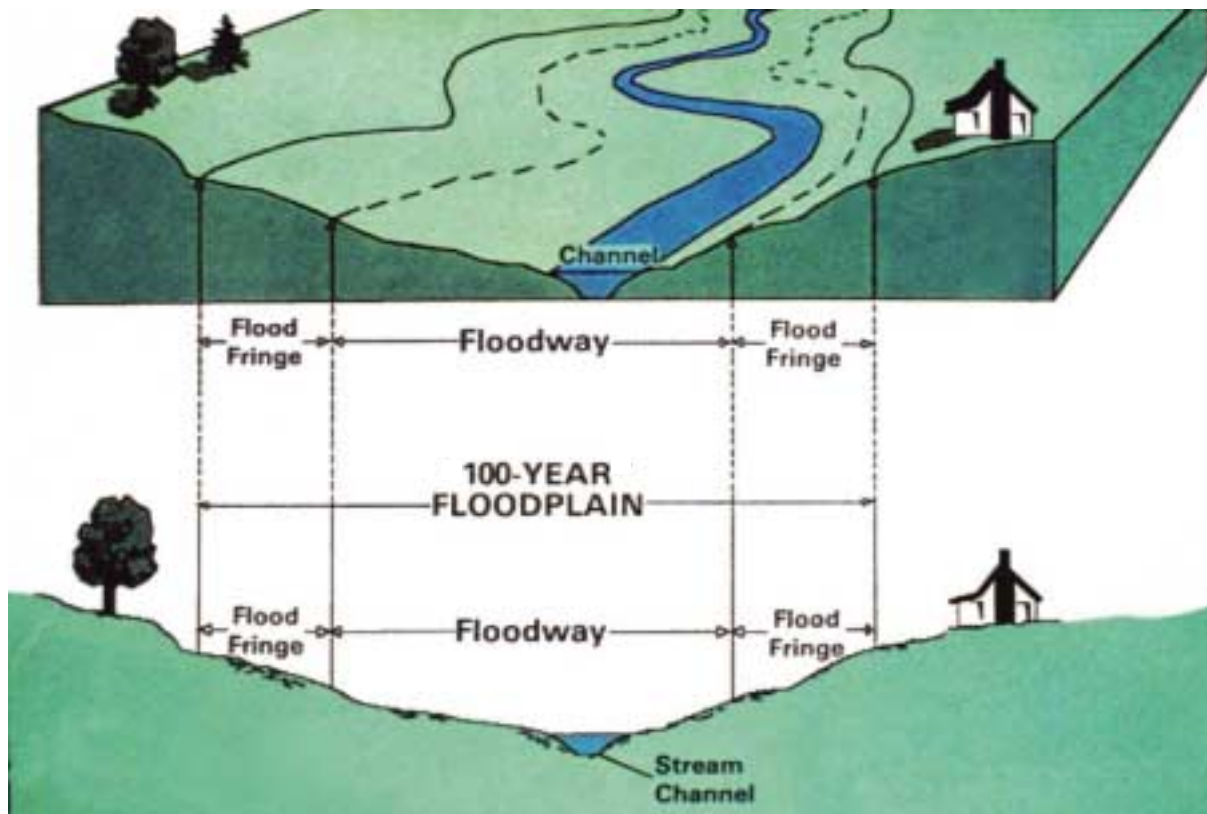 Channel
Flood
Fringe
Floodway
Flood
Fringe
100-YEAR
FLOODPLAIN
Flood
Fringe
Floodway
Flood
Fringe
Stream
Channel